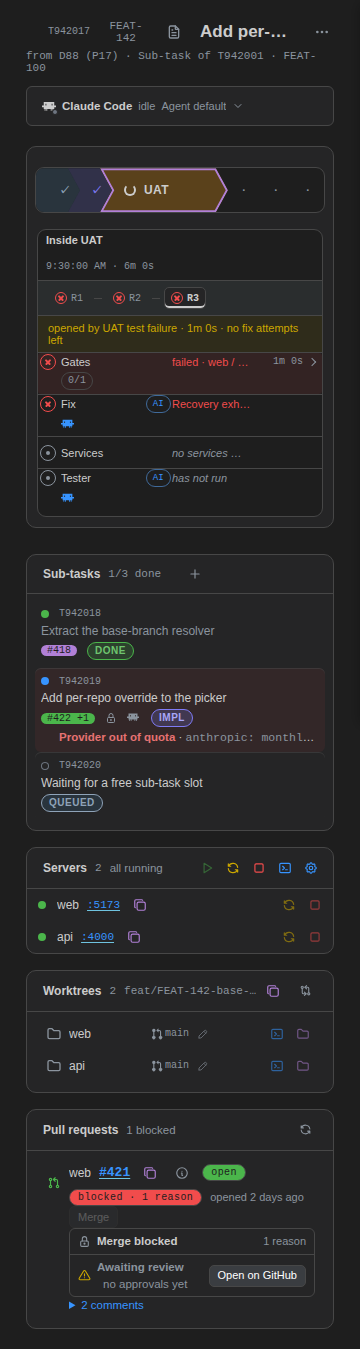 T942017 FEAT-142 Add per-…
from D88 (P17) · Sub-task of T942001 · FEAT-100
Claude Code idle Agent default
UAT
Inside UAT
9:30:00 AM · 6m 0s
R1 — R2 — R3
opened by UAT test failure · 1m 0s · no fix attempts left
Gates failed · web / … 1m 0s
0/1
Fix AI Recovery exh…
Services no services …
Tester AI has not run
Sub-tasks 1/3 done
T942018
Extract the base-branch resolver
#418 DONE
T942019
Add per-repo override to the picker
#422 +1 IMPL
Provider out of quota · anthropic: monthl…
T942020
Waiting for a free sub-task slot
QUEUED
Servers 2 all running
web :5173
api :4000
Worktrees 2 feat/FEAT-142-base-…
web main
api main
Pull requests 1 blocked
web #421 open
blocked · 1 reason opened 2 days ago
Merge
Merge blocked 1 reason
Awaiting review
no approvals yet
Open on GitHub
2 comments